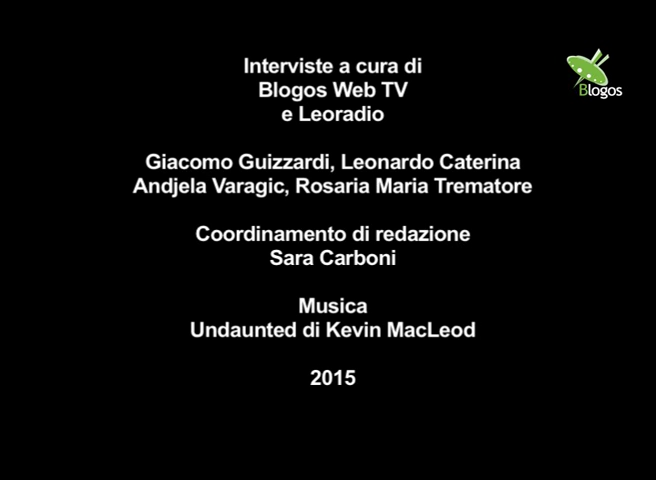 Interviste a cura di
Blogos Web TV
e Leoradio
Blogos
Giacomo Guizzardi, Leonardo Caterina
Andjela Varagic, Rosaria Maria Trematore
Coordinamento di redazione
Sara Carboni
Musica
Undaunted di Kevin MacLeod
2015